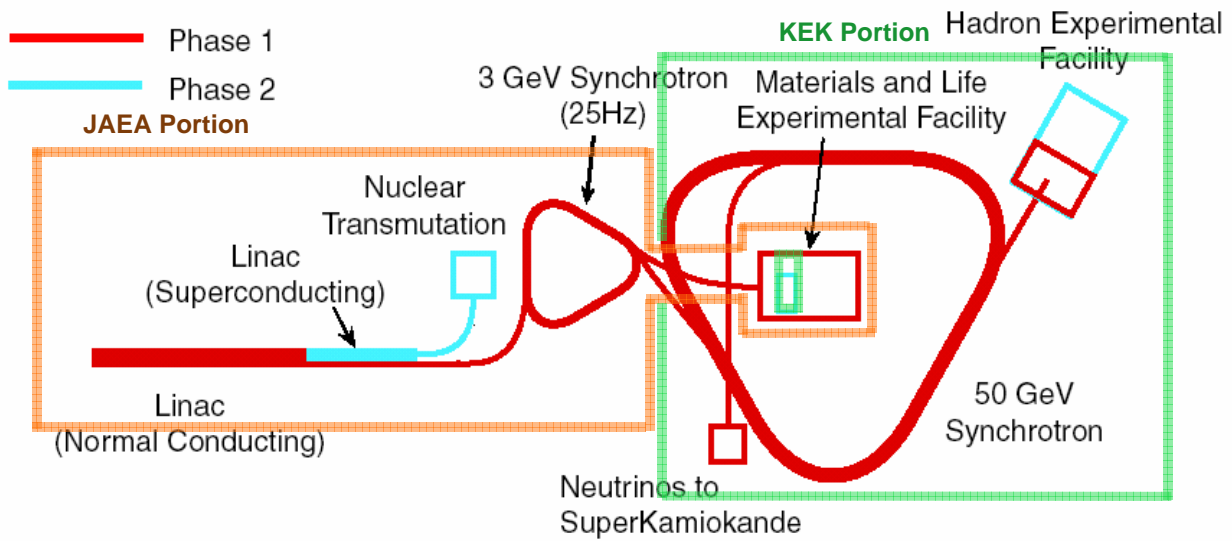 Phase 1
Phase 2
JAEA Portion
KEK Portion
Hadron Experimental
Facility
3 GeV Synchrotron
(25Hz)
Materials and Life
Experimental Facility
Nuclear
Transmutation
Linac
(Superconducting)
Linac
(Normal Conducting)
50 GeV
Synchrotron
Neutrinos to
SuperKamiokande